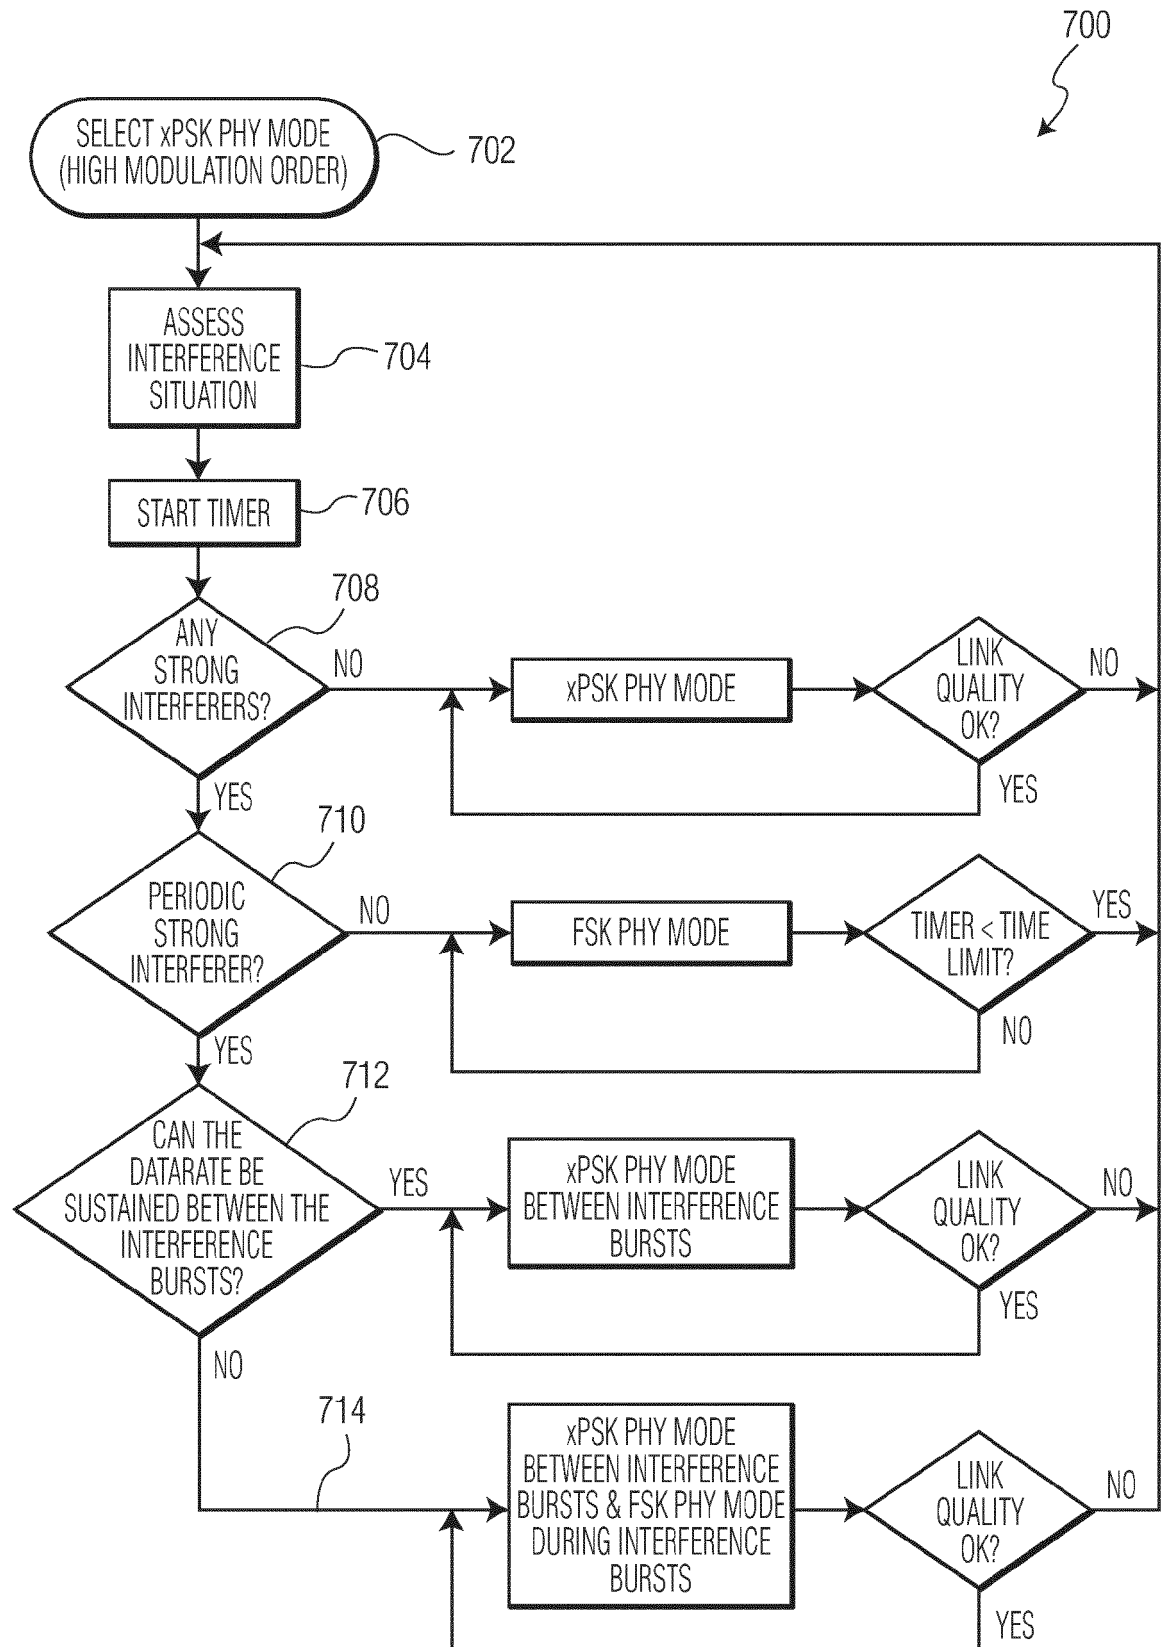 700
SELECT xPSK PHY MODE
(HIGH MODULATION ORDER)
702
ASSESS
INTERFERENCE
SITUATION
704
START TIMER
706
708
ANY
STRONG
INTERFERERS?
NO
xPSK PHY MODE
LINK
QUALITY
OK?
NO
YES
YES
710
PERIODIC
STRONG
INTERFERER?
NO
FSK PHY MODE
TIMER < TIME
LIMIT?
YES
NO
YES
712
CAN THE
DATARATE BE
SUSTAINED BETWEEN THE
INTERFERENCE
BURSTS?
YES
xPSK PHY MODE
BETWEEN INTERFERENCE
BURSTS
LINK
QUALITY
OK?
NO
YES
NO
714
xPSK PHY MODE
BETWEEN INTERFERENCE
BURSTS & FSK PHY MODE
DURING INTERFERENCE
BURSTS
LINK
QUALITY
OK?
NO
YES